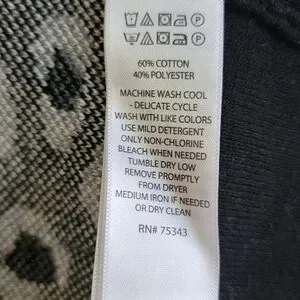 60% COTTON
40% POLYESTER
MACHINE WASH COOL
- DELICATE CYCLE
WASH WITH LIKE COLORS
USE MILD DETERGENT
ONLY NON-CHLORINE
BLEACH WHEN NEEDED
TUMBLE DRY LOW
REMOVE PROMPTLY
FROM DRYER
MEDIUM IRON IF NEEDED
OR DRY CLEAN
RN# 75343